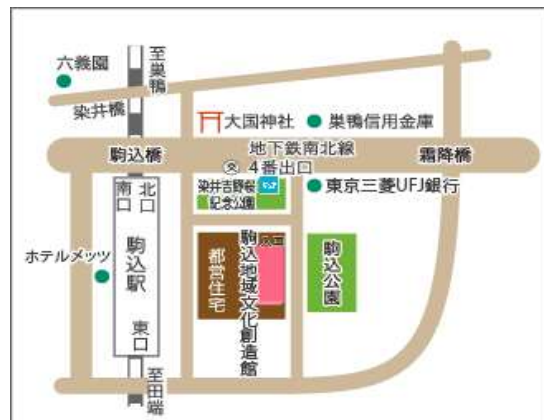 至巣鴨
六義園
染井橋
大国神社
巣鴨信用金庫
駒込橋
地下鉄南北線
霜降橋
4番出口
染井吉野桜
記念公園
東京三菱UFJ銀行
南口
北口
駒込駅
ホテルメッツ
都営住宅
駒込地域文化創造館
駒込公園
東口
至田端